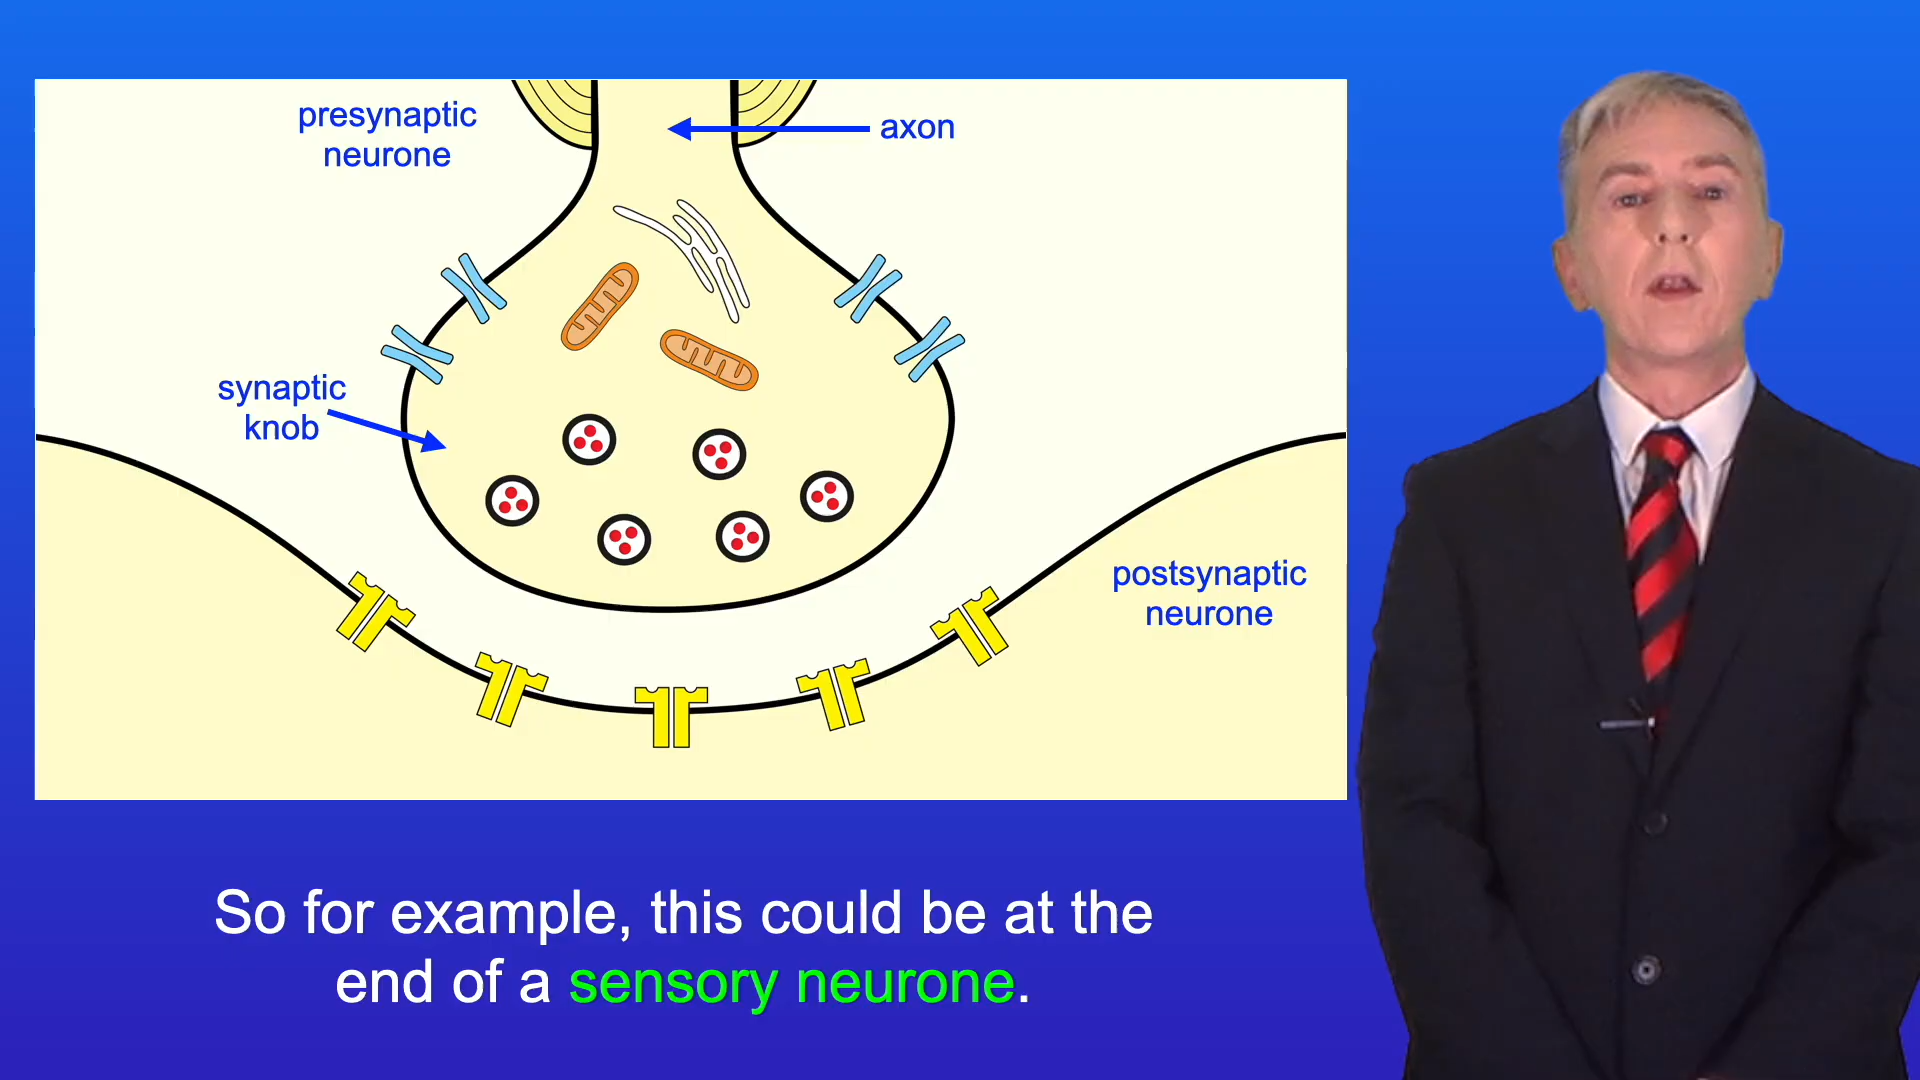 presynaptic
neurone
axon
synaptic
knob
postsynaptic
neurone
So for example, this could be at the
end of a sensory neurone.